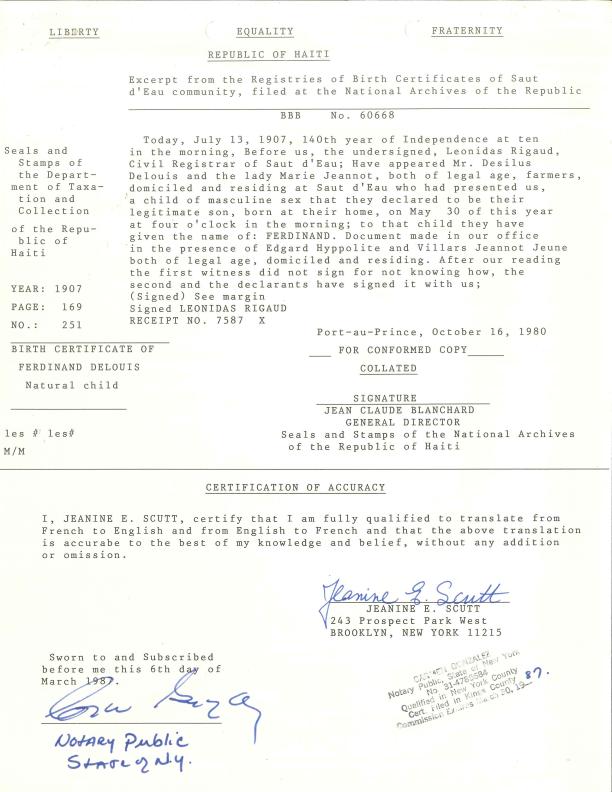 LIBERTY EQUALITY FRATERNITY
REPUBLIC OF HAITI
Excerpt from the Registries of Birth Certificates of Saut
d'Eau community, filed at the National Archives of the Republic
BBB No. 60668
Seals and
Stamps of
the Depart-
ment of Taxa-
tion and
Collection
of the Repu-
blic of
Haiti
YEAR: 1907
PAGE: 169
NO.: 251
BIRTH CERTIFICATE OF
FERDINAND DELOUIS
Natural child
les # les#
M/M
Today, July 13, 1907, 140th year of Independence at ten
in the morning, Before us, the undersigned, Leonidas Rigaud,
Civil Registrar of Saut d'Eau; Have appeared Mr. Desilus
Delouis and the lady Marie Jeannot, both of legal age, farmers,
domiciled and residing at Saut d'Eau who had presented us,
a child of masculine sex that they declared to be their
legitimate son, born at their home, on May 30 of this year
at four o'clock in the morning; to that child they have
given the name of: FERDINAND. Document made in our office
in the presence of Edgard Hyppolite and Villars Jeannot Jeune
both of legal age, domiciled and residing. After our reading
the first witness did not sign for not knowing how, the
second and the declarants have signed it with us;
(Signed) See margin
Signed LEONIDAS RIGAUD
RECEIPT NO. 7587 X
Port-au-Prince, October 16, 1980
FOR CONFORMED COPY
COLLATED
SIGNATURE
JEAN CLAUDE BLANCHARD
GENERAL DIRECTOR
Seals and Stamps of the National Archives
of the Republic of Haiti
CERTIFICATION OF ACCURACY
I, JEANINE E. SCUTT, certify that I am fully qualified to translate from
French to English and from English to French and that the above translation
is accurabe to the best of my knowledge and belief, without any addition
or omission.
Jeanine E. Scutt
JEANINE E. SCUTT
243 Prospect Park West
BROOKLYN, NEW YORK 11215
Sworn to and Subscribed
before me this 6th day of
March 1987.
Notary Public
State of N.Y.
CARMEN GONZALEZ
Notary Public, State of New York
No.
Qualified in New York County
Cert. Filed in Kings County
Commission Expires March 30, 19 87.